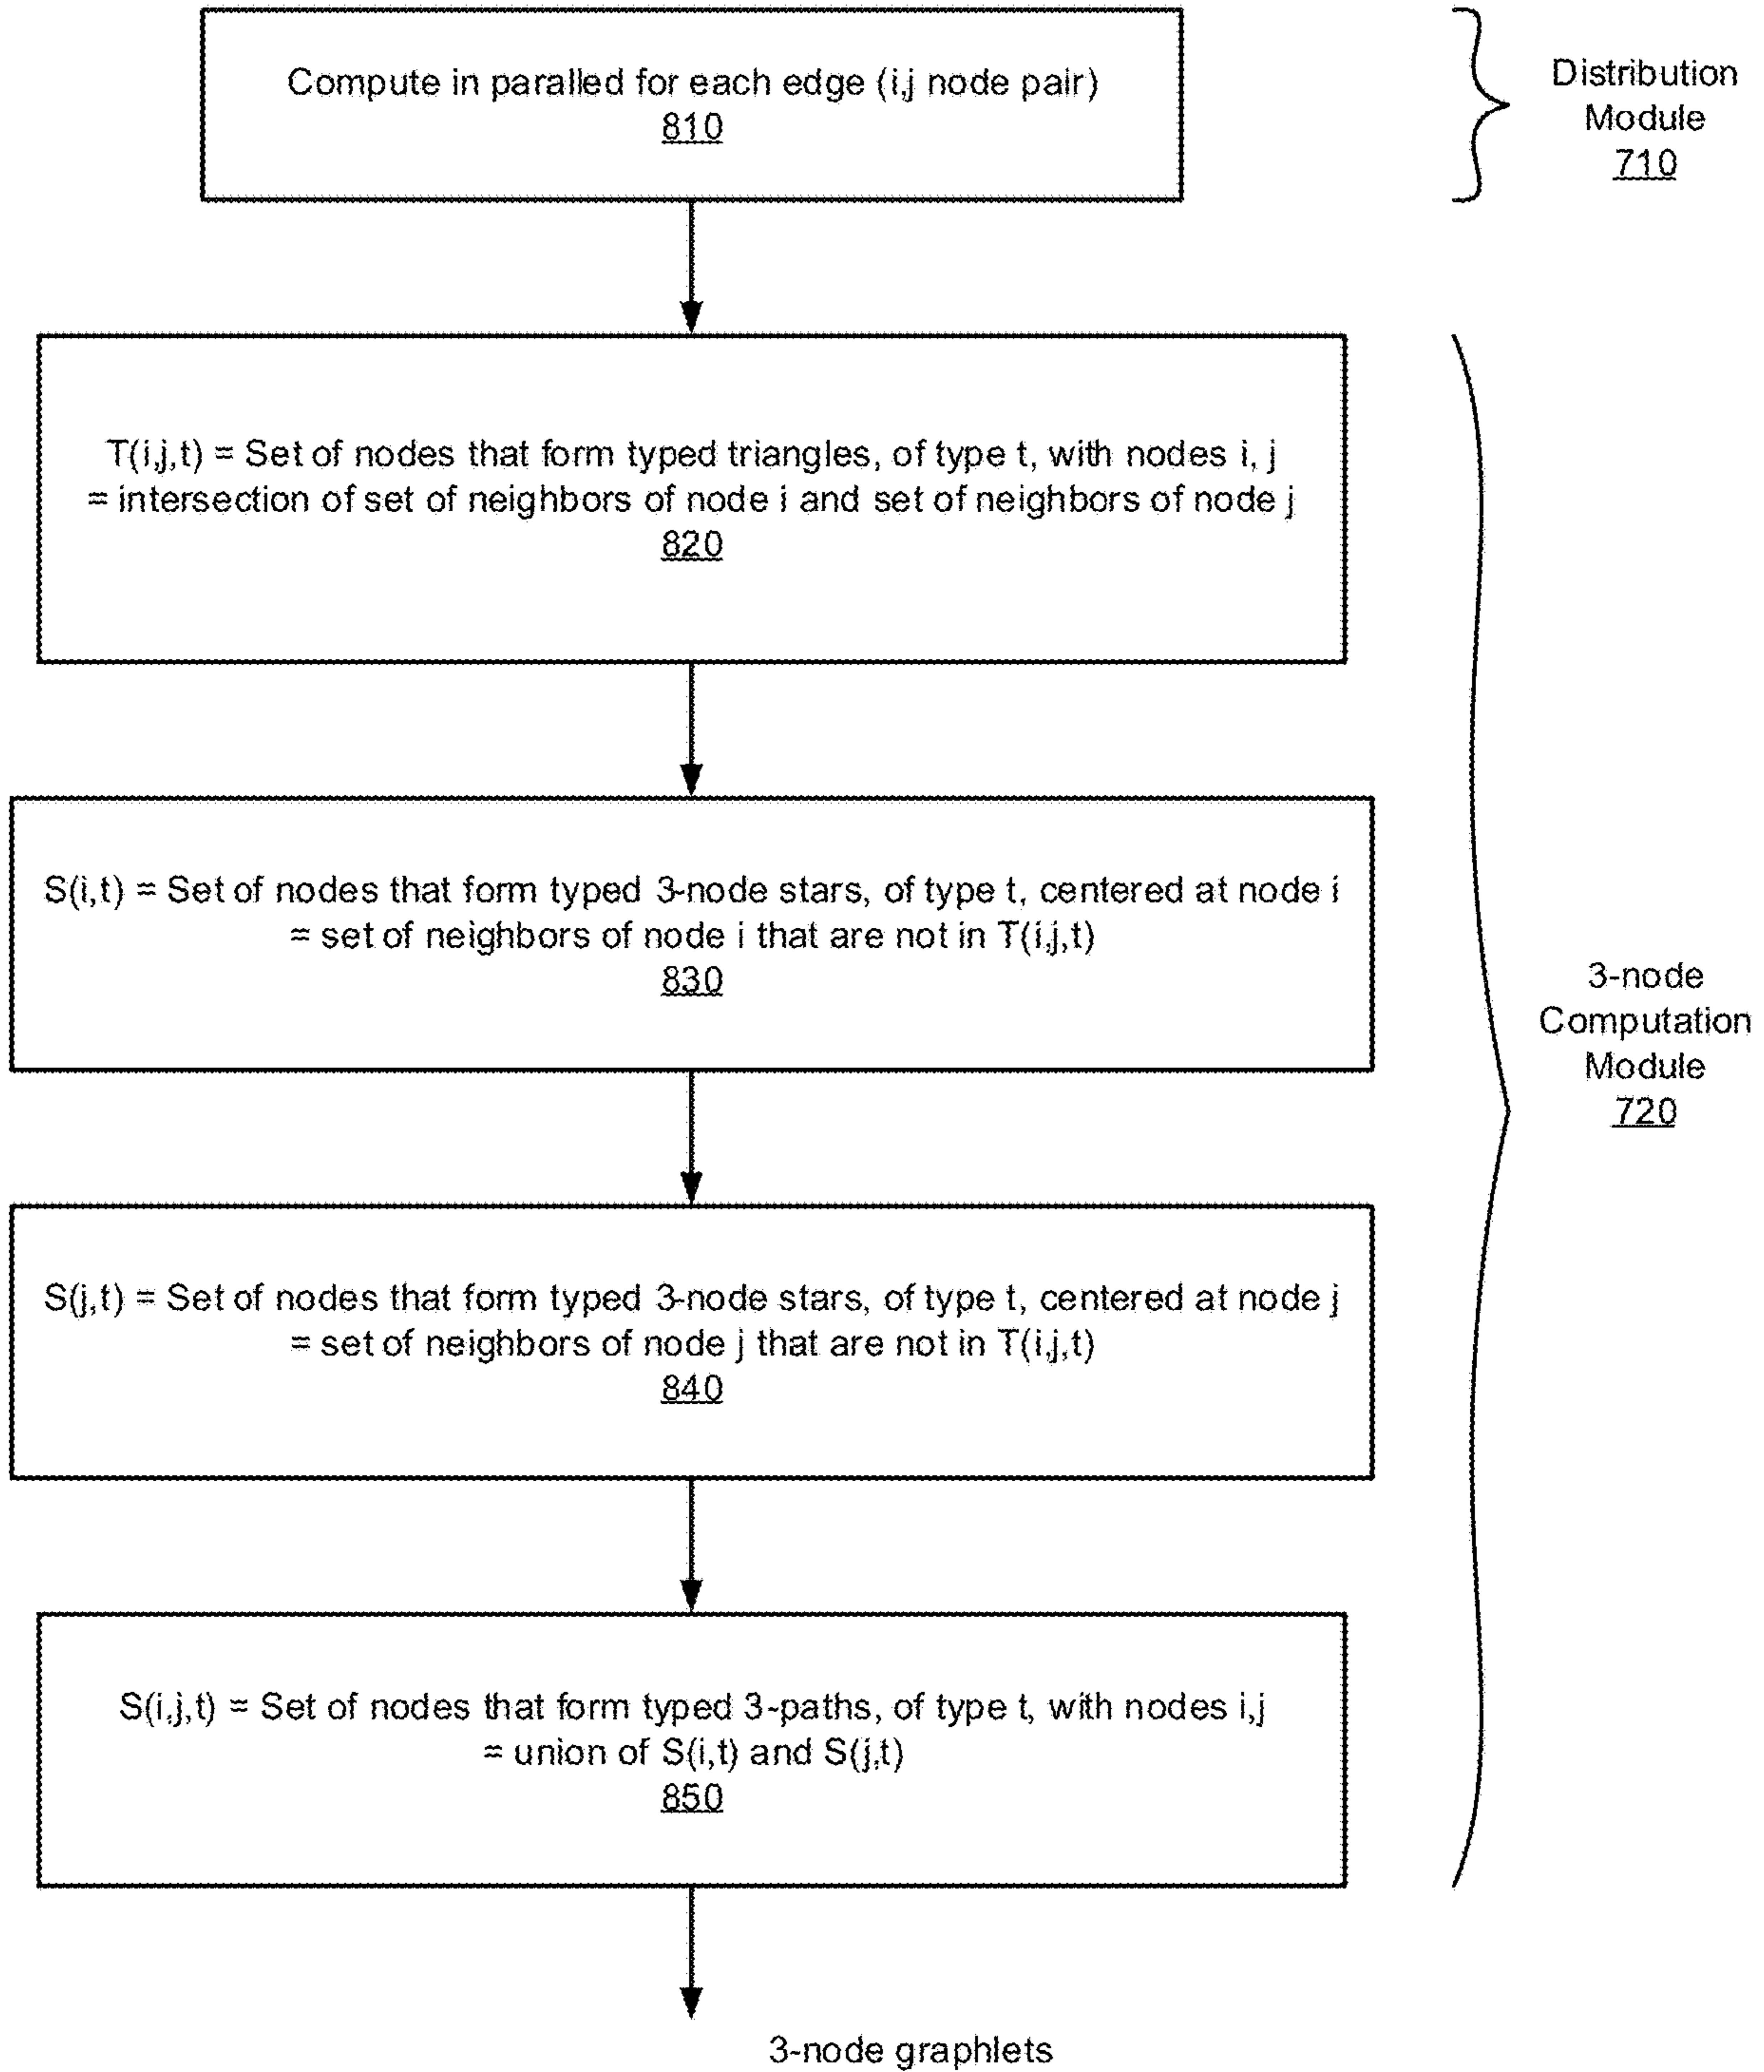 Compute in paralled for each edge (i,j node pair)
810
Distribution
Module
710
T(i,j,t) = Set of nodes that form typed triangles, of type t, with nodes i, j
= intersection of set of neighbors of node i and set of neighbors of node j
820
S(i,t) = Set of nodes that form typed 3-node stars, of type t, centered at node i
= set of neighbors of node i that are not in T(i,j,t)
830
3-node
Computation
Module
720
S(j,t) = Set of nodes that form typed 3-node stars, of type t, centered at node j
= set of neighbors of node j that are not in T(i,j,t)
840
S(i,j,t) = Set of nodes that form typed 3-paths, of type t, with nodes i,j
= union of S(i,t) and S(j,t)
850
3-node graphlets